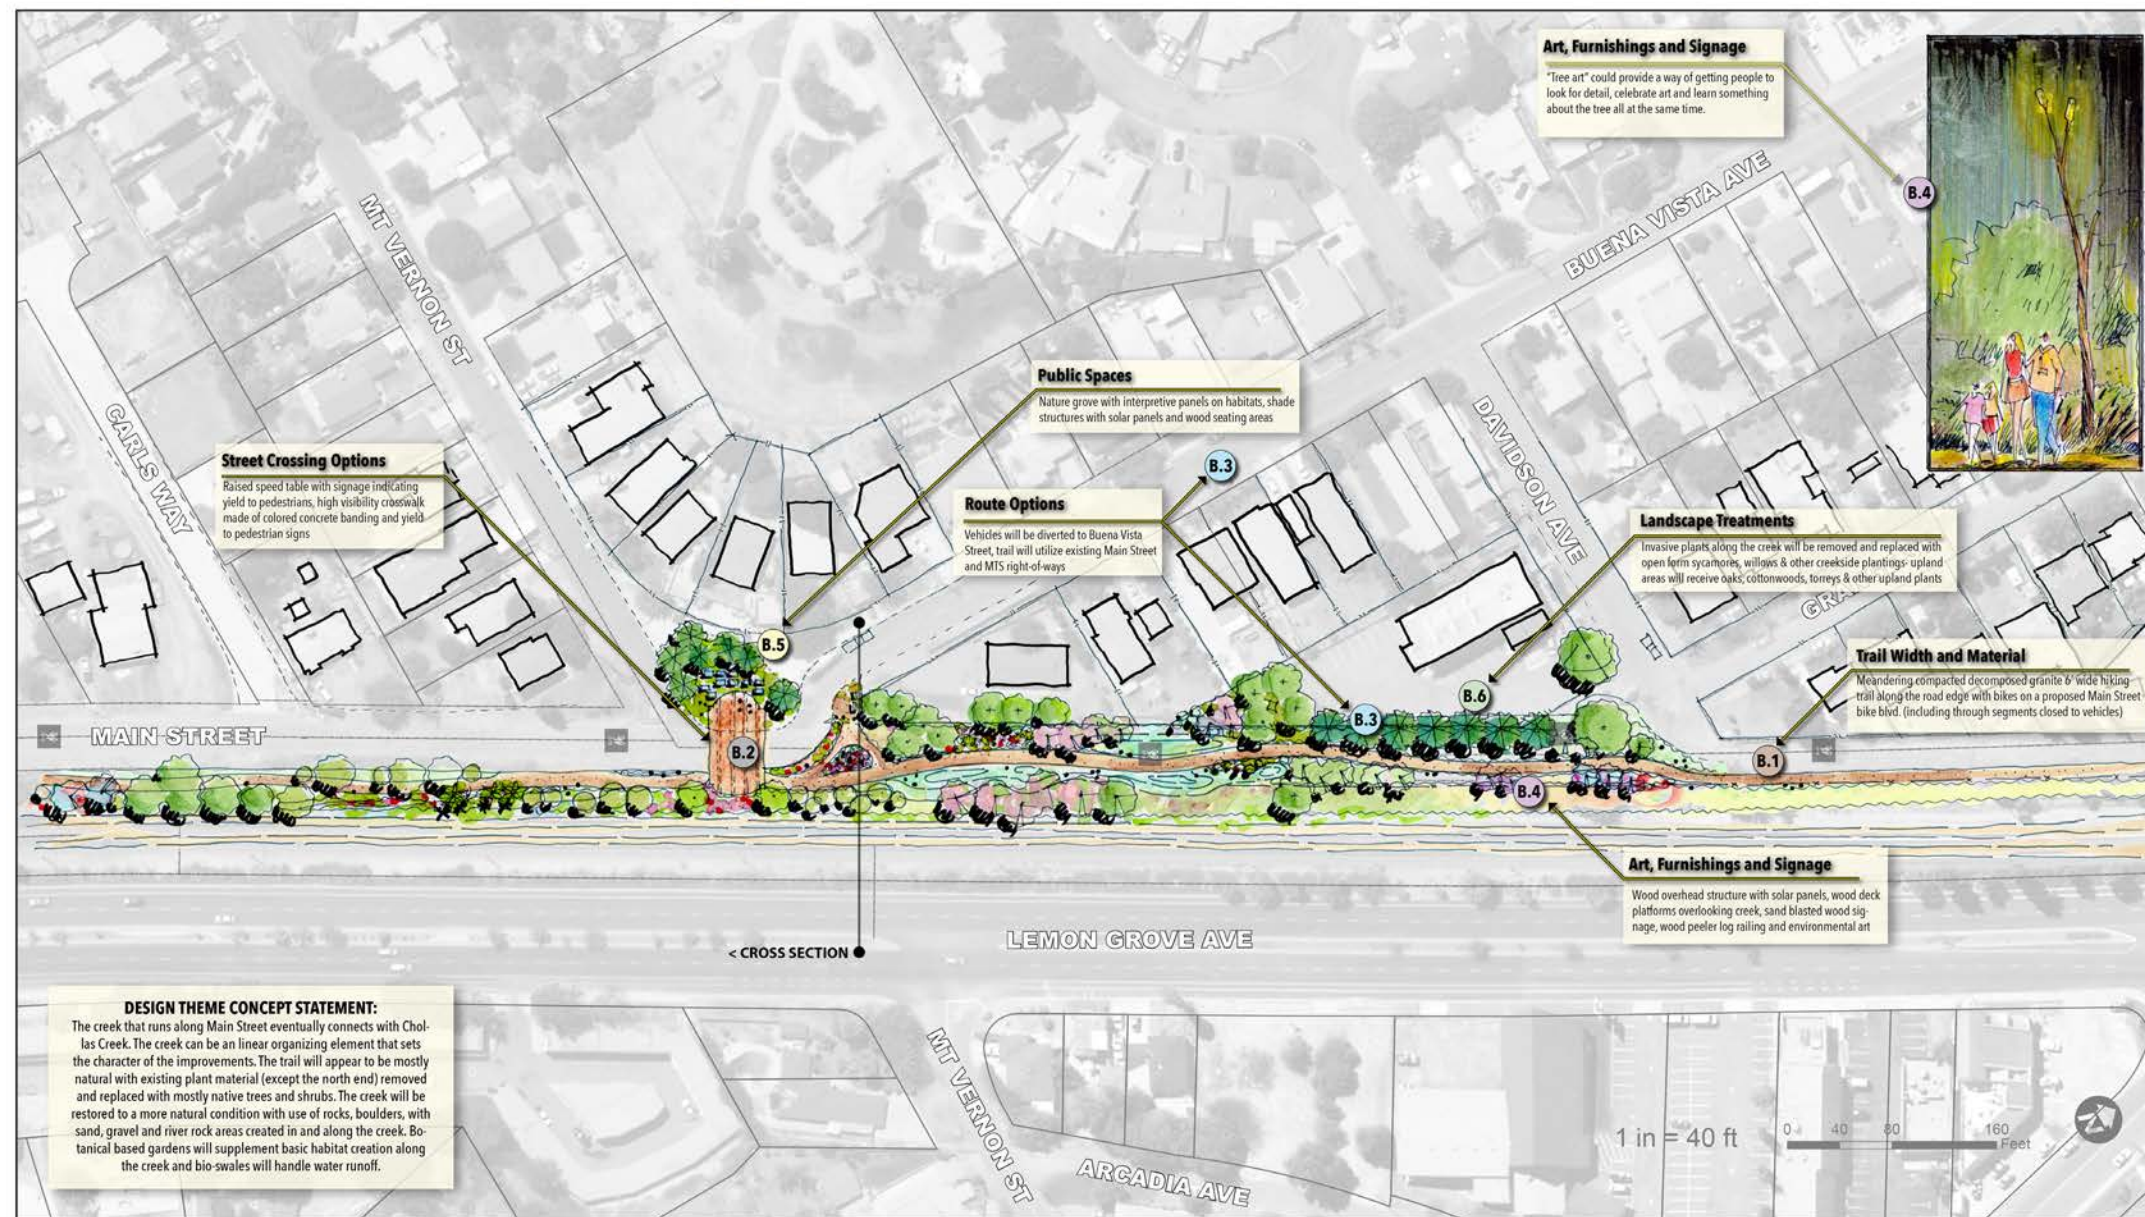 Art, Furnishings and Signage
"Tree art" could provide a way of getting people to
look for detail, celebrate art and learn something
about the tree all at the same time.
B.4
BUENA VISTA AVE
MT VERNON ST
CARLS WAY
DAVIDSON AVE
Public Spaces
Nature grove with interpretive panels on habitats, shade
structures with solar panels and wood seating areas
Street Crossing Options
Raised speed table with signage indicating
yield to pedestrians, high visibility crosswalk
made of colored concrete banding and yield
to pedestrian signs
B.3
Route Options
Vehicles will be diverted to Buena Vista
Street, trail will utilize existing Main Street
and MTS right-of-ways
Landscape Treatments
Invasive plants along the creek will be removed and replaced with
open form sycamores, willows & other creekside plantings- upland
areas will receive oaks, cottonwoods, torreys & other upland plants
Trail Width and Material
Meandering compacted decomposed granite 6' wide hiking
trail along the road edge with bikes on a proposed Main Street
bike blvd. (including through segments closed to vehicles)
B.5
B.6
B.3
MAIN STREET
B.2
B.1
B.4
Art, Furnishings and Signage
Wood overhead structure with solar panels, wood deck
platforms overlooking creek, sand blasted wood sig-
nage, wood peeler log railing and environmental art
LEMON GROVE AVE
< CROSS SECTION
DESIGN THEME CONCEPT STATEMENT:
The creek that runs along Main Street eventually connects with Chol-
las Creek. The creek can be an linear organizing element that sets
the character of the improvements. The trail will appear to be mostly
natural with existing plant material (except the north end) removed
and replaced with mostly native trees and shrubs. The creek will be
restored to a more natural condition with use of rocks, boulders, with
sand, gravel and river rock areas created in and along the creek. Bo-
tanical based gardens will supplement basic habitat creation along
the creek and bio-swales will handle water runoff.
MT VERNON ST
ARCADIA AVE
1 in = 40 ft
0 40 80 160
Feet